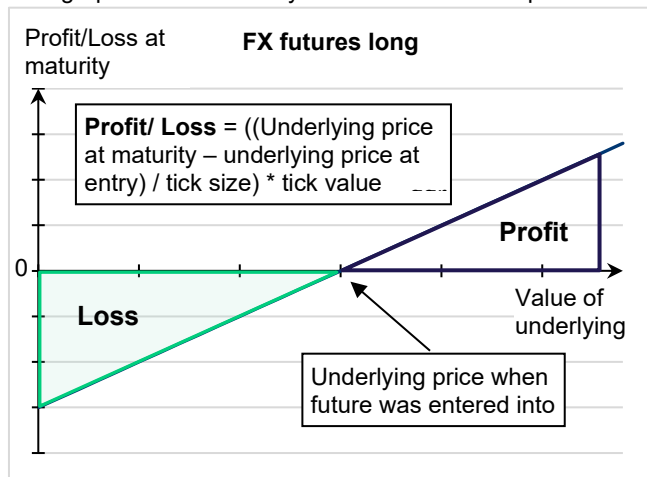 Profit/Loss at
maturity
FX futures long
Profit/ Loss = ((Underlying price
at maturity – underlying price at
entry) / tick size) * tick value
Profit
0
Loss
Value of
underlying
Underlying price when
future was entered into